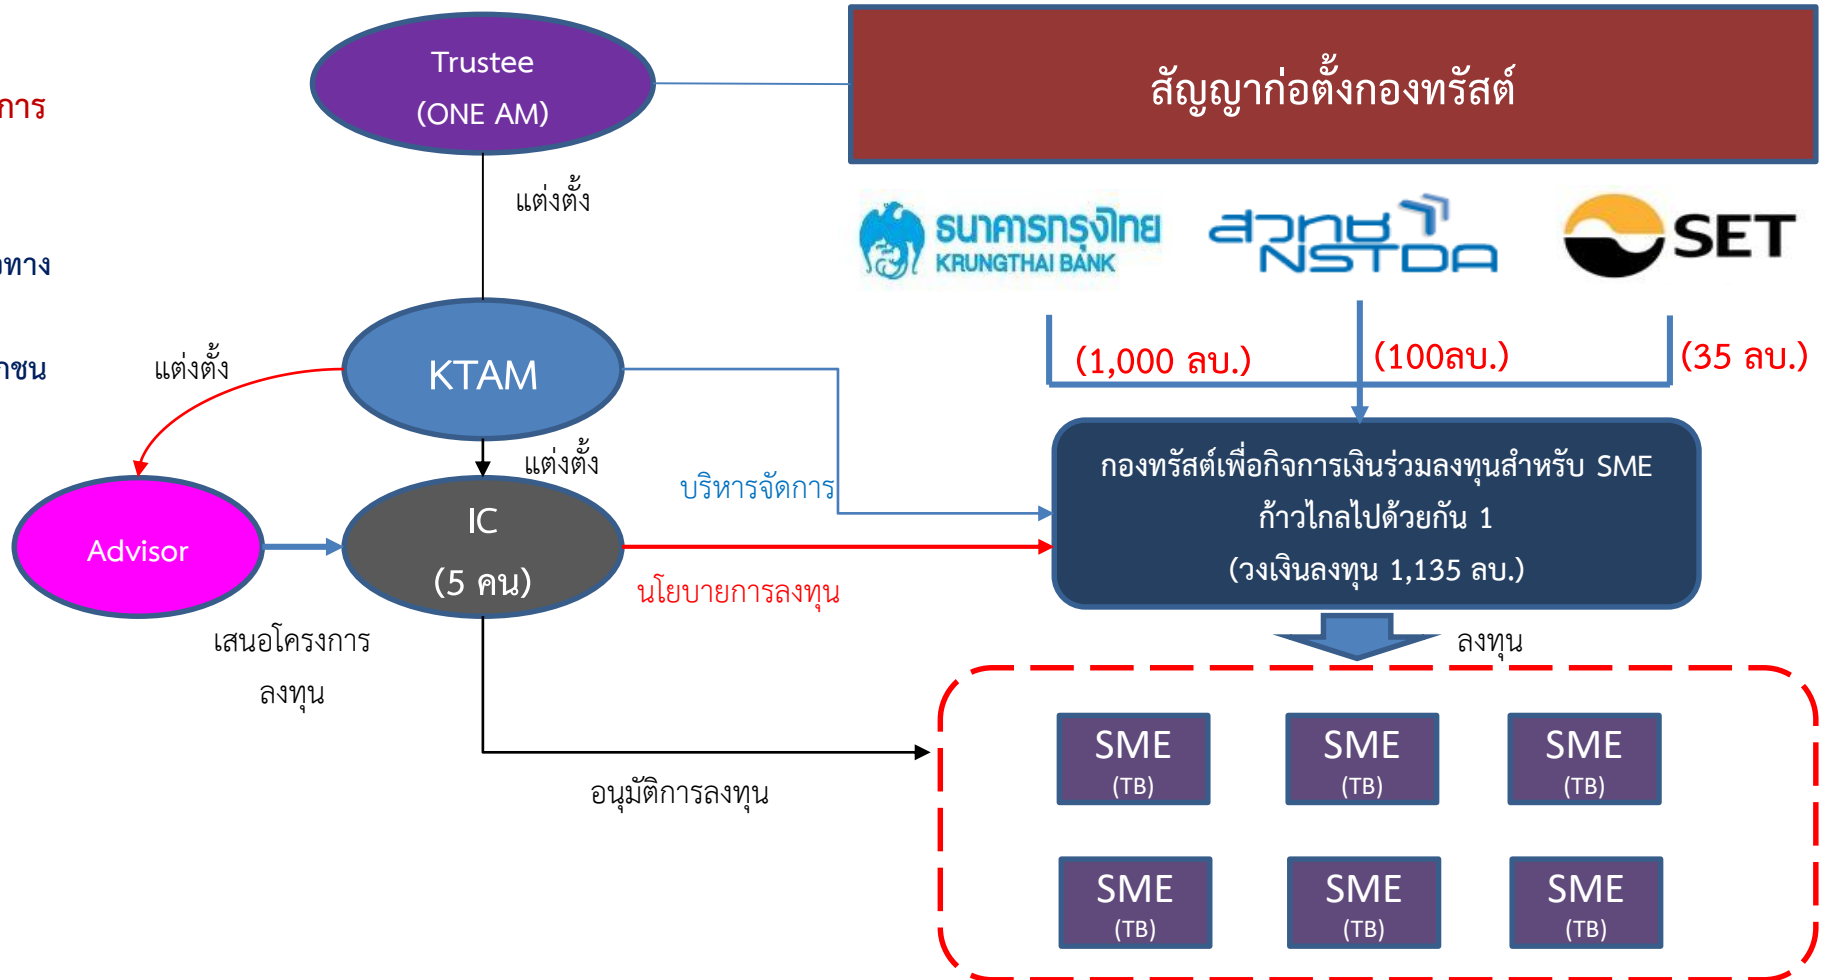 Trustee
(ONE AM)
สัญญาก่อตั้งกองทรัสต์
การ
แต่งตั้ง
ธนาคารกรุงไทย
KRUNGTHAI BANK
สวทช
NSTDA
SET
ทาง
กชน
แต่งตั้ง
KTAM
(1,000 ลบ.)
(100ลบ.)
(35 ลบ.)
แต่งตั้ง
บริหารจัดการ
กองทรัสต์เพื่อกิจการเงินร่วมลงทุนสำหรับ SME
ก้าวไกลไปด้วยกัน 1
(วงเงินลงทุน 1,135 ลบ.)
Advisor
IC
(5 คน)
นโยบายการลงทุน
เสนอโครงการ
ลงทุน
ลงทุน
อนุมัติการลงทุน
SME
(TB)
SME
(TB)
SME
(TB)
SME
(TB)
SME
(TB)
SME
(TB)